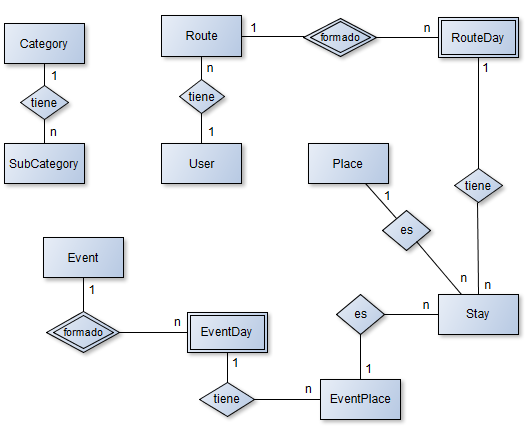 Category
1
tiene
n
SubCategory
Route
1
formado
n
RouteDay
n
tiene
1
User
1
tiene
n
Place
1
es
n
Stay
Event
1
formado
n
EventDay
1
tiene
n
EventPlace
1
es
n